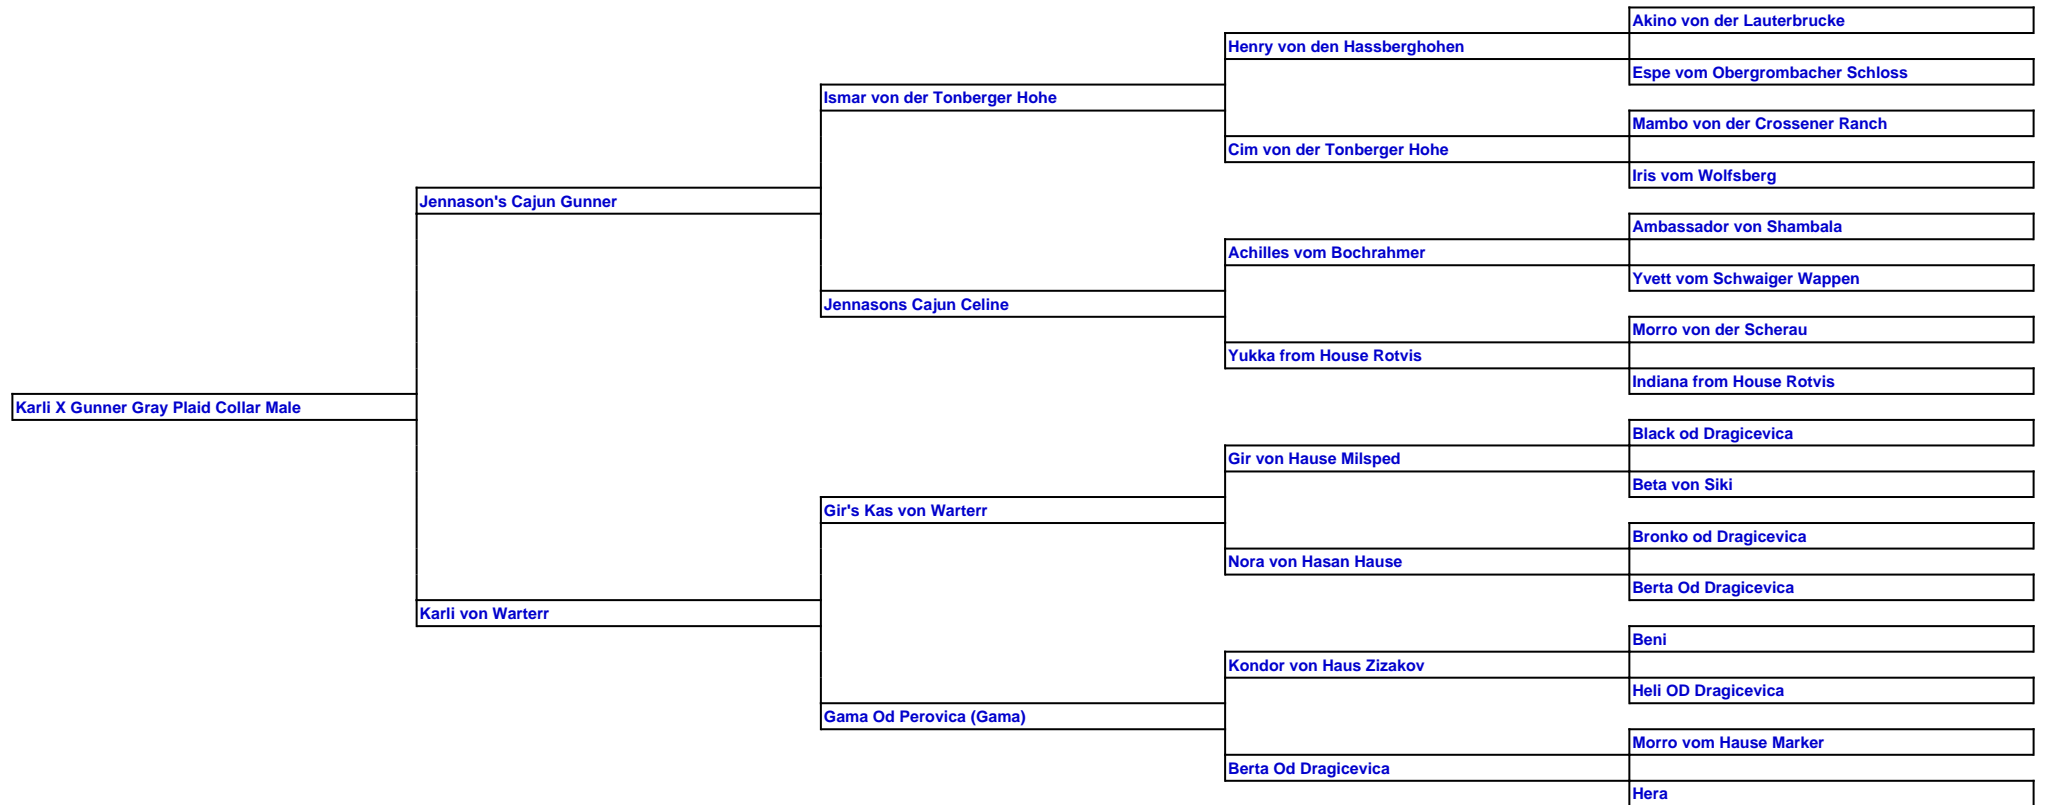 Akino von der Lauterbrucke
Henry von den Hassberghohen
Espe vom Obergrombacher Schloss
Ismar von der Tonberger Hohe
Mambo von der Crossener Ranch
Cim von der Tonberger Hohe
Iris vom Wolfsberg
Jennason's Cajun Gunner
Ambassador von Shambala
Achilles vom Bochrahmer
Yvett vom Schwaiger Wappen
Jennasons Cajun Celine
Morro von der Scherau
Yukka from House Rotvis
Indiana from House Rotvis
Karli X Gunner Gray Plaid Collar Male
Black od Dragicevica
Gir von Hause Milsped
Beta von Siki
Gir's Kas von Warterr
Bronko od Dragicevica
Nora von Hasan Hause
Berta Od Dragicevica
Karli von Warterr
Beni
Kondor von Haus Zizakov
Heli OD Dragicevica
Gama Od Perovica (Gama)
Morro vom Hause Marker
Berta Od Dragicevica
Hera